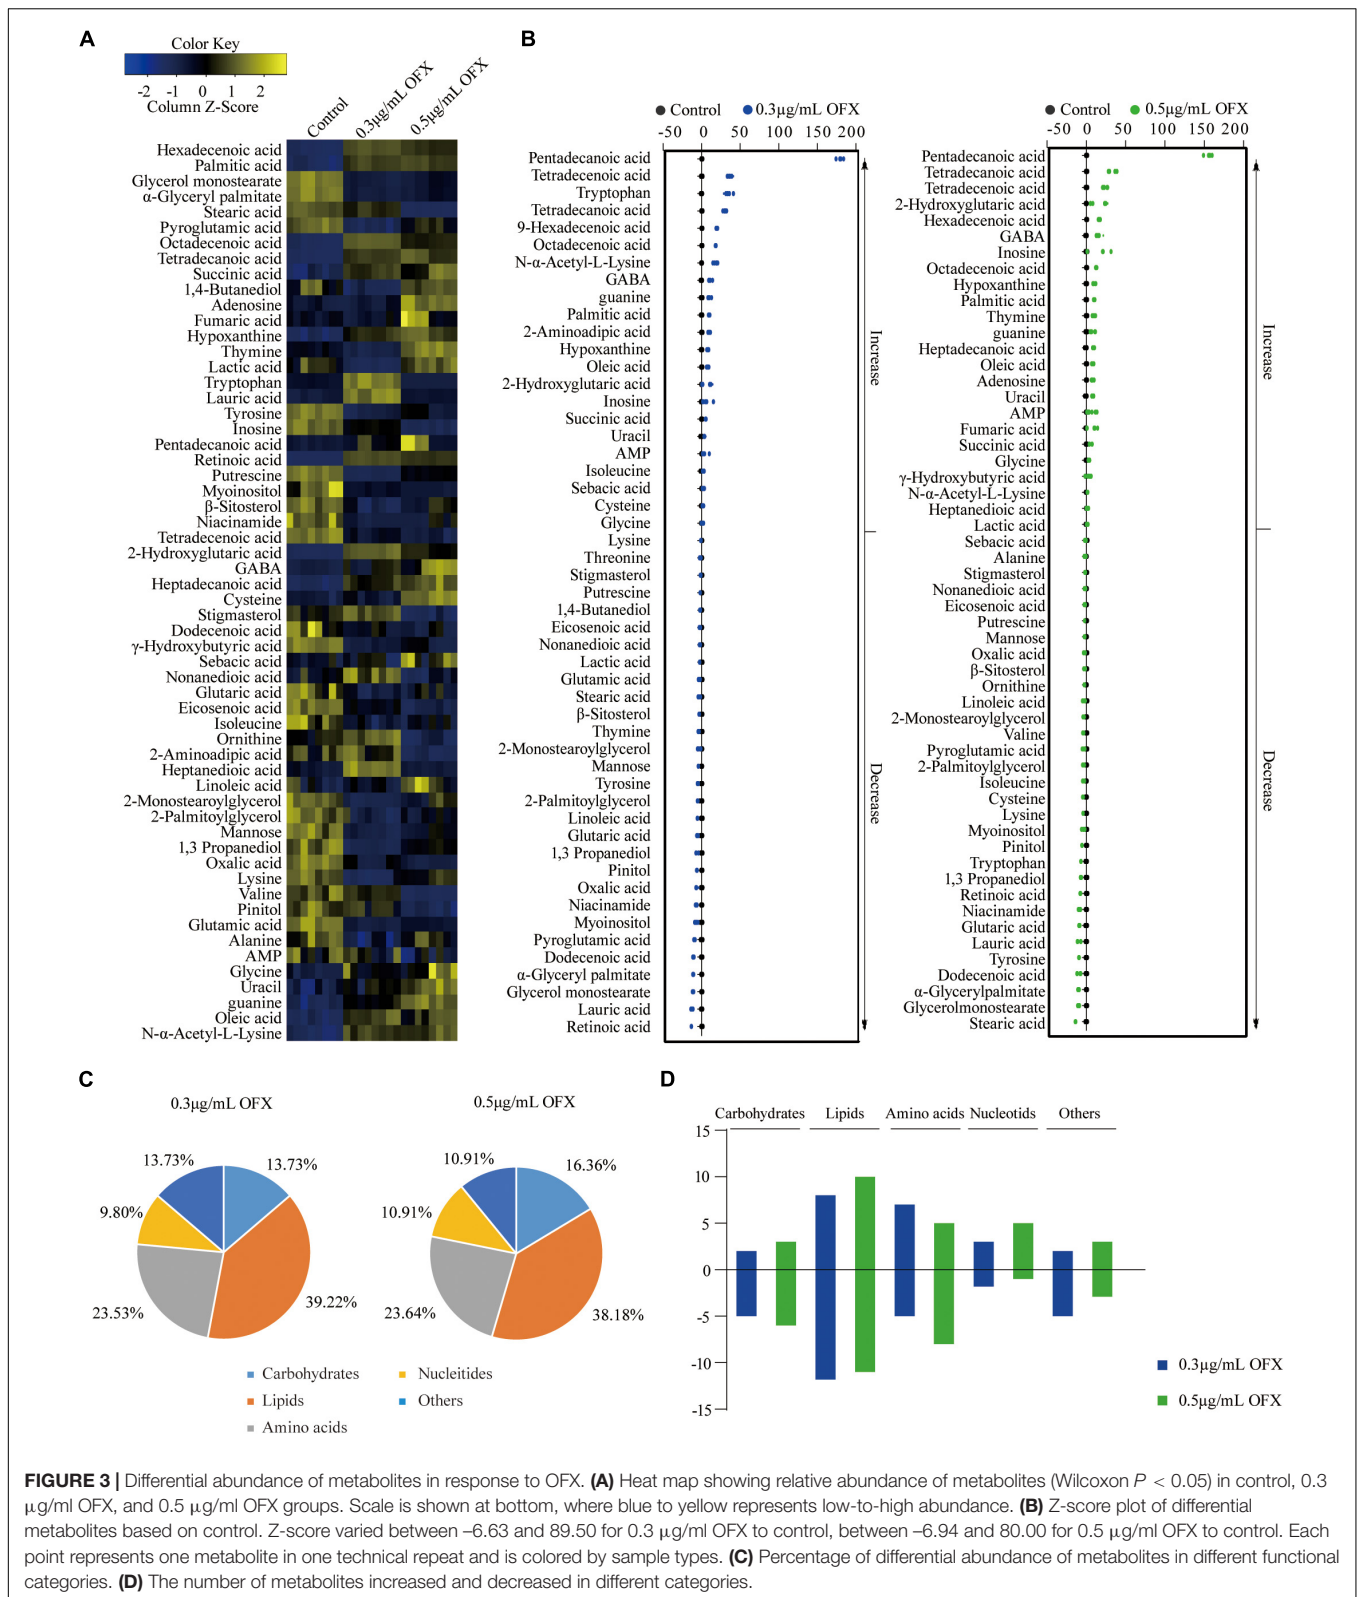 A
Color Key
-2 -1 0 1 2
Column Z-Score
Control
0.3µg/mL OFX
0.5µg/mL OFX
Hexadecenoic acid
Palmitic acid
Glycerol monostearate
α-Glyceryl palmitate
Stearic acid
Pyroglutamic acid
Octadecenoic acid
Tetradecanoic acid
Succinic acid
1,4-Butanediol
Adenosine
Fumaric acid
Hypoxanthine
Thymine
Lactic acid
Tryptophan
Lauric acid
Tyrosine
Inosine
Pentadecanoic acid
Retinoic acid
Putrescine
Myoinositol
β-Sitosterol
Niacinamide
Tetradecenoic acid
2-Hydroxyglutaric acid
GABA
Heptadecanoic acid
Cysteine
Stigmasterol
Dodecenoic acid
γ-Hydroxybutyric acid
Sebacic acid
Nonanedioic acid
Glutaric acid
Eicosenoic acid
Isoleucine
Ornithine
2-Aminoadipic acid
Heptanedioic acid
Linoleic acid
2-Monostearoylglycerol
2-Palmitoylglycerol
Mannose
1,3 Propanediol
Oxalic acid
Lysine
Valine
Pinitol
Glutamic acid
Alanine
AMP
Glycine
Uracil
guanine
Oleic acid
N-α-Acetyl-L-Lysine
B
Control 0.3µg/mL OFX
-50 0 50 100 150 200
Pentadecanoic acid
Tetradecenoic acid
Tryptophan
Tetradecanoic acid
9-Hexadecenoic acid
Octadecenoic acid
N-α-Acetyl-L-Lysine
GABA
guanine
Palmitic acid
2-Aminoadipic acid
Hypoxanthine
Oleic acid
2-Hydroxyglutaric acid
Inosine
Succinic acid
Uracil
AMP
Isoleucine
Sebacic acid
Cysteine
Glycine
Lysine
Threonine
Stigmasterol
Putrescine
1,4-Butanediol
Eicosenoic acid
Nonanedioic acid
Lactic acid
Glutamic acid
Stearic acid
β-Sitosterol
Thymine
2-Monostearoylglycerol
Mannose
Tyrosine
2-Palmitoylglycerol
Linoleic acid
Glutaric acid
1,3 Propanediol
Pinitol
Oxalic acid
Niacinamide
Myoinositol
Pyroglutamic acid
Dodecenoic acid
α-Glyceryl palmitate
Glycerol monostearate
Lauric acid
Retinoic acid
Increase
Decrease
Control 0.5µg/mL OFX
-50 0 50 100 150 200
Pentadecanoic acid
Tetradecanoic acid
Tetradecenoic acid
2-Hydroxyglutaric acid
Hexadecenoic acid
GABA
Inosine
Octadecenoic acid
Hypoxanthine
Palmitic acid
Thymine
guanine
Heptadecanoic acid
Oleic acid
Adenosine
Uracil
AMP
Fumaric acid
Succinic acid
Glycine
γ-Hydroxybutyric acid
N-α-Acetyl-L-Lysine
Heptanedioic acid
Lactic acid
Sebacic acid
Alanine
Stigmasterol
Nonanedioic acid
Eicosenoic acid
Putrescine
Mannose
Oxalic acid
β-Sitosterol
Ornithine
Linoleic acid
2-Monostearoylglycerol
Valine
Pyroglutamic acid
2-Palmitoylglycerol
Isoleucine
Cysteine
Lysine
Myoinositol
Pinitol
Tryptophan
1,3 Propanediol
Retinoic acid
Niacinamide
Glutaric acid
Lauric acid
Tyrosine
Dodecenoic acid
α-Glycerylpalmitate
Glycerolmonostearate
Stearic acid
Increase
Decrease
C
0.3µg/mL OFX
13.73% 13.73%
9.80%
39.22%
23.53%
0.5µg/mL OFX
10.91% 16.36%
10.91%
23.64% 38.18%
Carbohydrates Nucleitides
Lipids Others
Amino acids
D
Carbohydrates Lipids Amino acids Nucleotids Others
15
10
5
0
-5
-10
-15
0.3µg/mL OFX
0.5µg/mL OFX
FIGURE 3 | Differential abundance of metabolites in response to OFX. (A) Heat map showing relative abundance of metabolites (Wilcoxon P < 0.05) in control, 0.3
µg/ml OFX, and 0.5 µg/ml OFX groups. Scale is shown at bottom, where blue to yellow represents low-to-high abundance. (B) Z-score plot of differential
metabolites based on control. Z-score varied between –6.63 and 89.50 for 0.3 µg/ml OFX to control, between –6.94 and 80.00 for 0.5 µg/ml OFX to control. Each
point represents one metabolite in one technical repeat and is colored by sample types. (C) Percentage of differential abundance of metabolites in different functional
categories. (D) The number of metabolites increased and decreased in different categories.